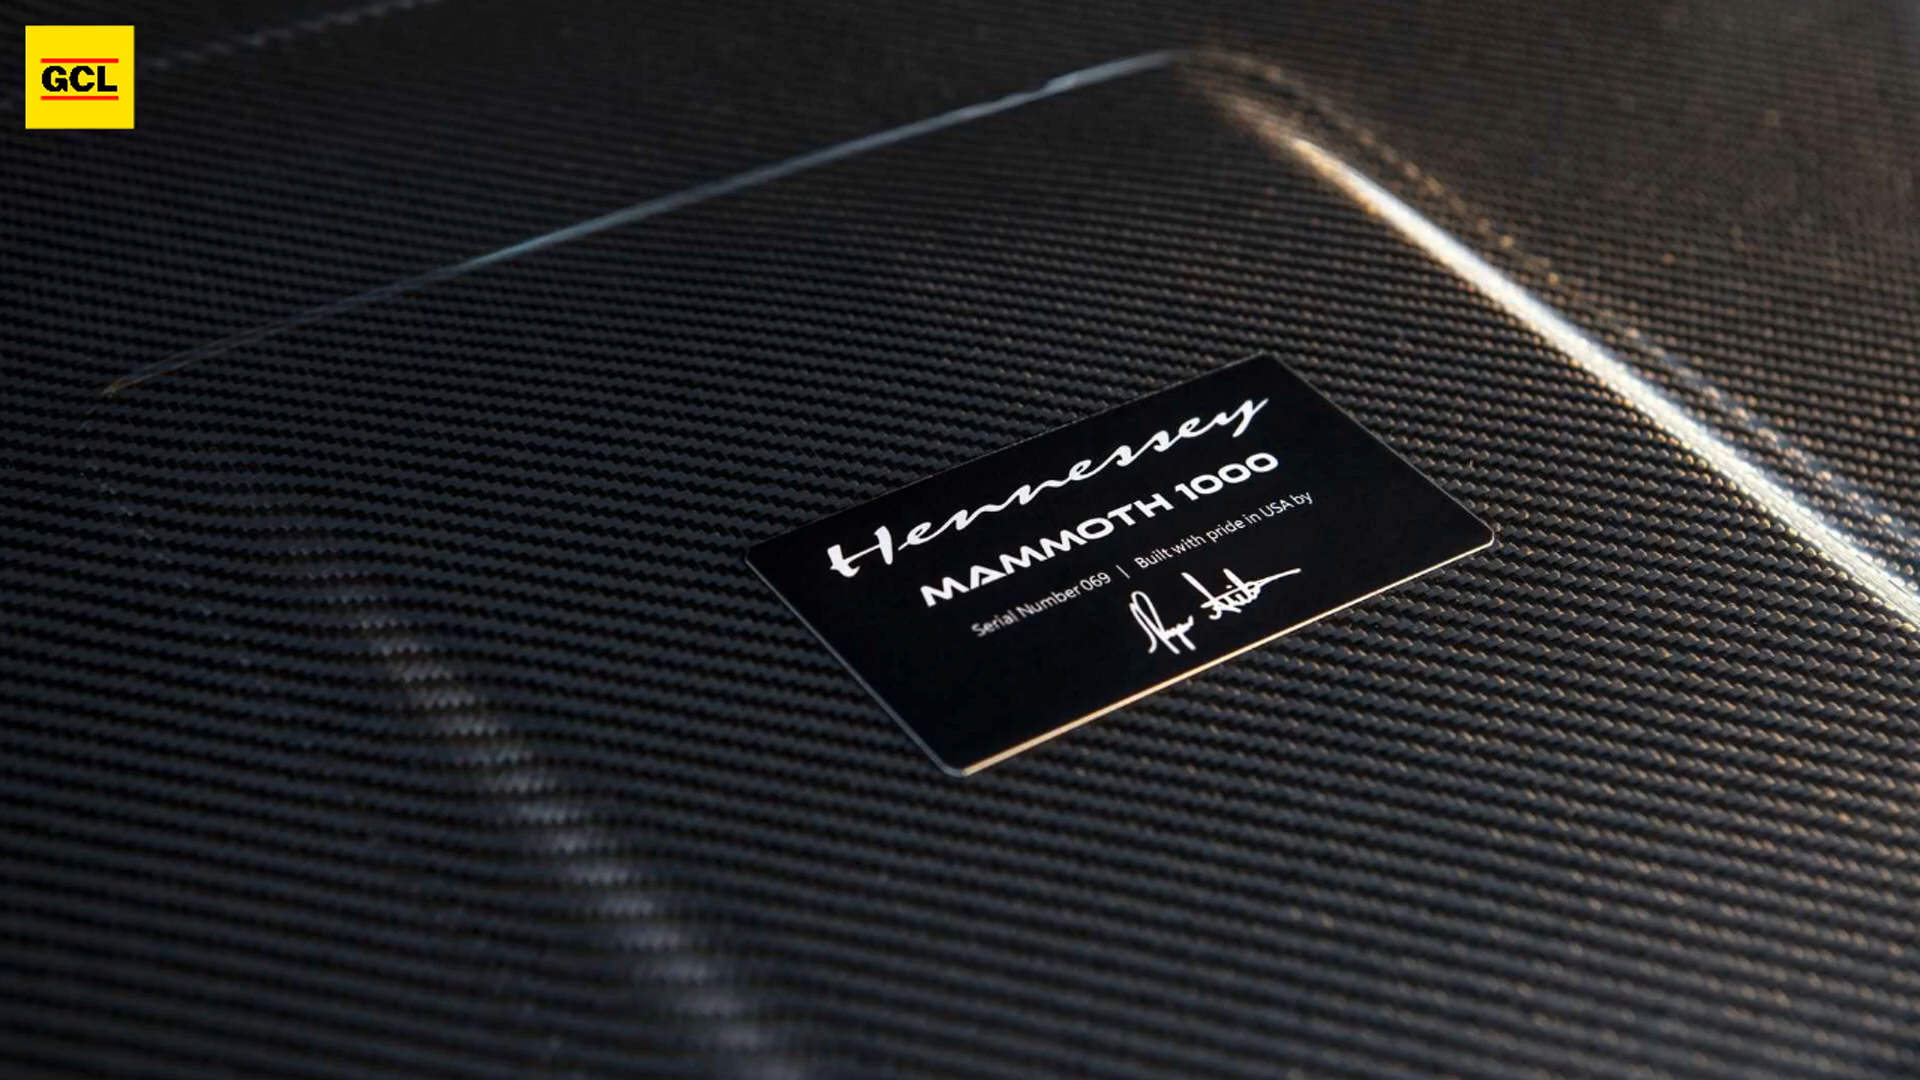 GCL
Hennessey
MAMMOTH 1000
Serial Number 069 | Built with pride in USA by